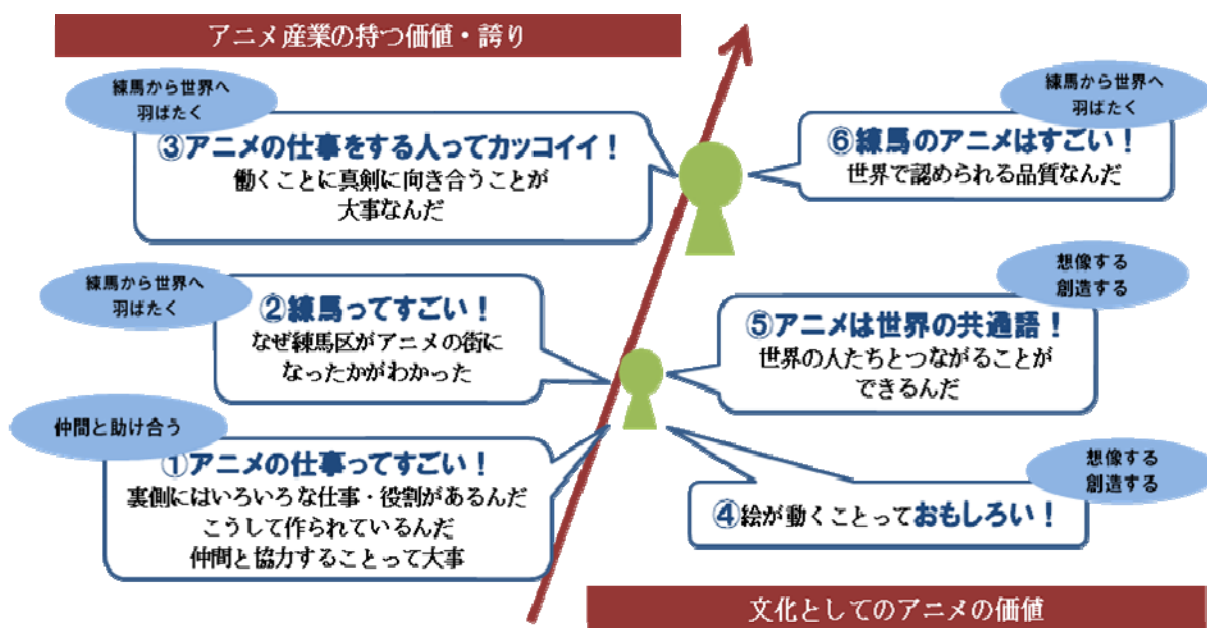 アニメ産業の持つ価値・誇り
練馬から世界へ
羽ばたく
③アニメの仕事をする人ってカッコイイ！
働くことに真剣に向き合うことが
大事なんだ
練馬から世界へ
羽ばたく
②練馬ってすごい！
なぜ練馬区がアニメの街に
なったかがわかった
仲間と助け合う
①アニメの仕事ってすごい！
裏側にはいろいろな仕事・役割があるんだ
こうして作られているんだ
仲間と協力することって大事
練馬から世界へ
羽ばたく
⑥練馬のアニメはすごい！
世界で認められる品質なんだ
想像する
創造する
⑤アニメは世界の共通語！
世界の人たちとつながることが
できるんだ
想像する
創造する
④絵が動くことっておもしろい！
文化としてのアニメの価値